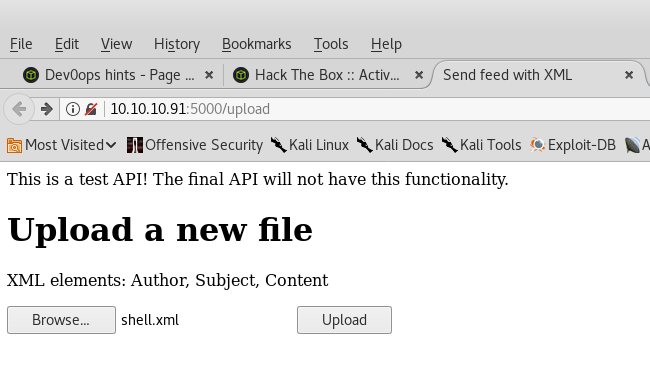 File Edit View History Bookmarks Tools Help
Dev0ops hints - Page ... × Hack The Box :: Activ... × Send feed with XML ×
10.10.10.91:5000/upload
Most Visited Offensive Security Kali Linux Kali Docs Kali Tools Exploit-DB A
This is a test API! The final API will not have this functionality.
Upload a new file
XML elements: Author, Subject, Content
Browse... shell.xml Upload